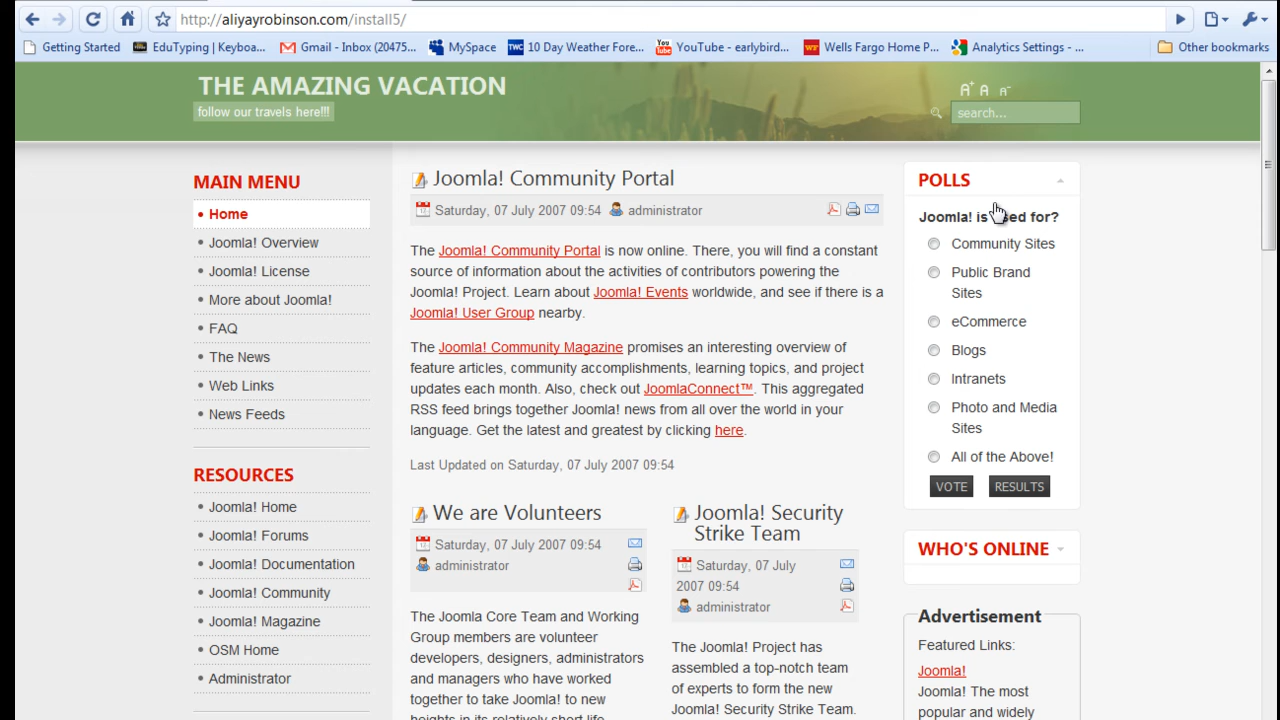 http://aliyayrobinson.com/install5/
Getting Started
EduTyping | Keyboa...
Gmail - Inbox (20475...
MySpace
TWC
10 Day Weather Fore...
You Tube
YouTube - earlybird...
Wells Fargo Home P...
Analytics Settings - ...
Other bookmarks
THE AMAZING VACATION
follow our travels here!!!
A+ A A-
search...
MAIN MENU
Home
Joomla! Overview
Joomla! License
More about Joomla!
FAQ
The News
Web Links
News Feeds
RESOURCES
Joomla! Home
Joomla! Forums
Joomla! Documentation
Joomla! Community
Joomla! Magazine
OSM Home
Administrator
Joomla! Community Portal
Saturday, 07 July 2007 09:54 administrator
The Joomla! Community Portal is now online. There, you will find a constant
source of information about the activities of contributors powering the
Joomla! Project. Learn about Joomla! Events worldwide, and see if there is a
Joomla! User Group nearby.
The Joomla! Community Magazine promises an interesting overview of
feature articles, community accomplishments, learning topics, and project
updates each month. Also, check out JoomlaConnect™. This aggregated
RSS feed brings together Joomla! news from all over the world in your
language. Get the latest and greatest by clicking here.
Last Updated on Saturday, 07 July 2007 09:54
We are Volunteers
Saturday, 07 July 2007 09:54
administrator
The Joomla Core Team and Working
Group members are volunteer
developers, designers, administrators
and managers who have worked
together to take Joomla! to new
heights in its relatively short life.
Joomla! Security
Strike Team
Saturday, 07 July
2007 09:54
administrator
The Joomla! Project has
assembled a top-notch team
of experts to form the new
Joomla! Security Strike Team.
POLLS
Joomla! is used for?
Community Sites
Public Brand
Sites
eCommerce
Blogs
Intranets
Photo and Media
Sites
All of the Above!
VOTE RESULTS
WHO'S ONLINE
Advertisement
Featured Links:
Joomla!
Joomla! The most
popular and widely